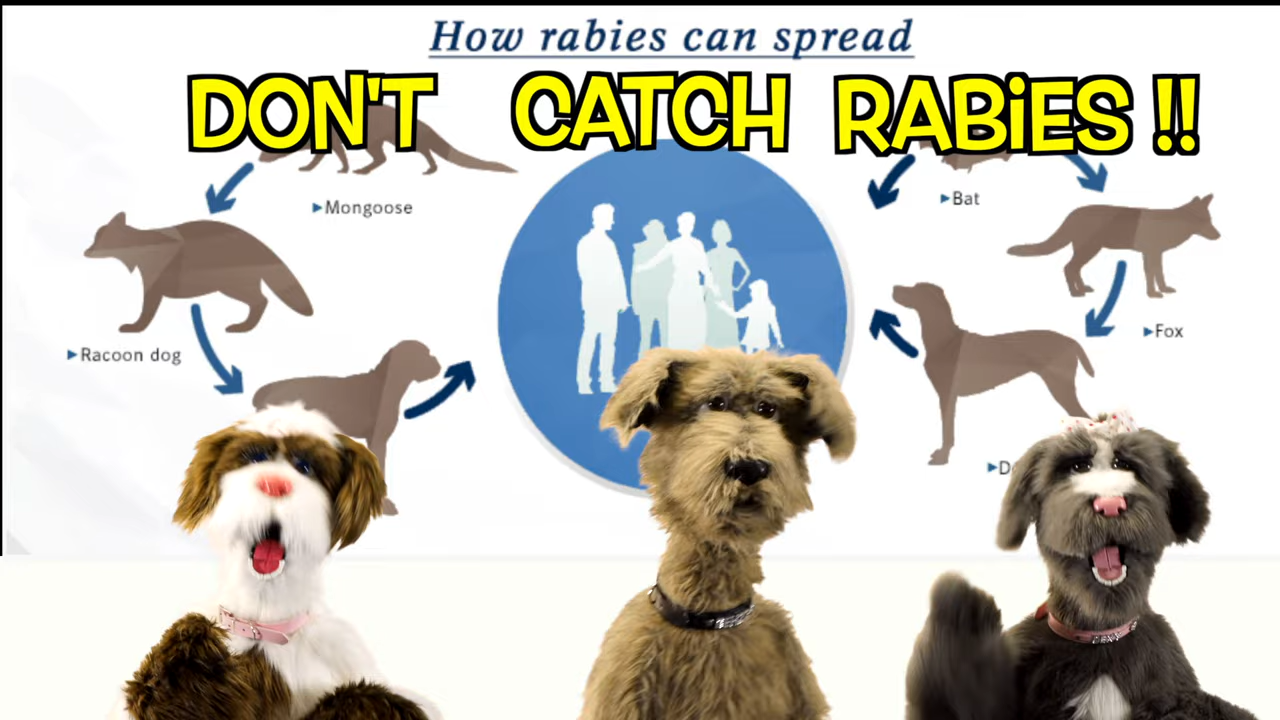 How rabies can spread
DON'T CATCH RABiES !!
▶Mongoose
▶Bat
▶Racoon dog
▶Fox